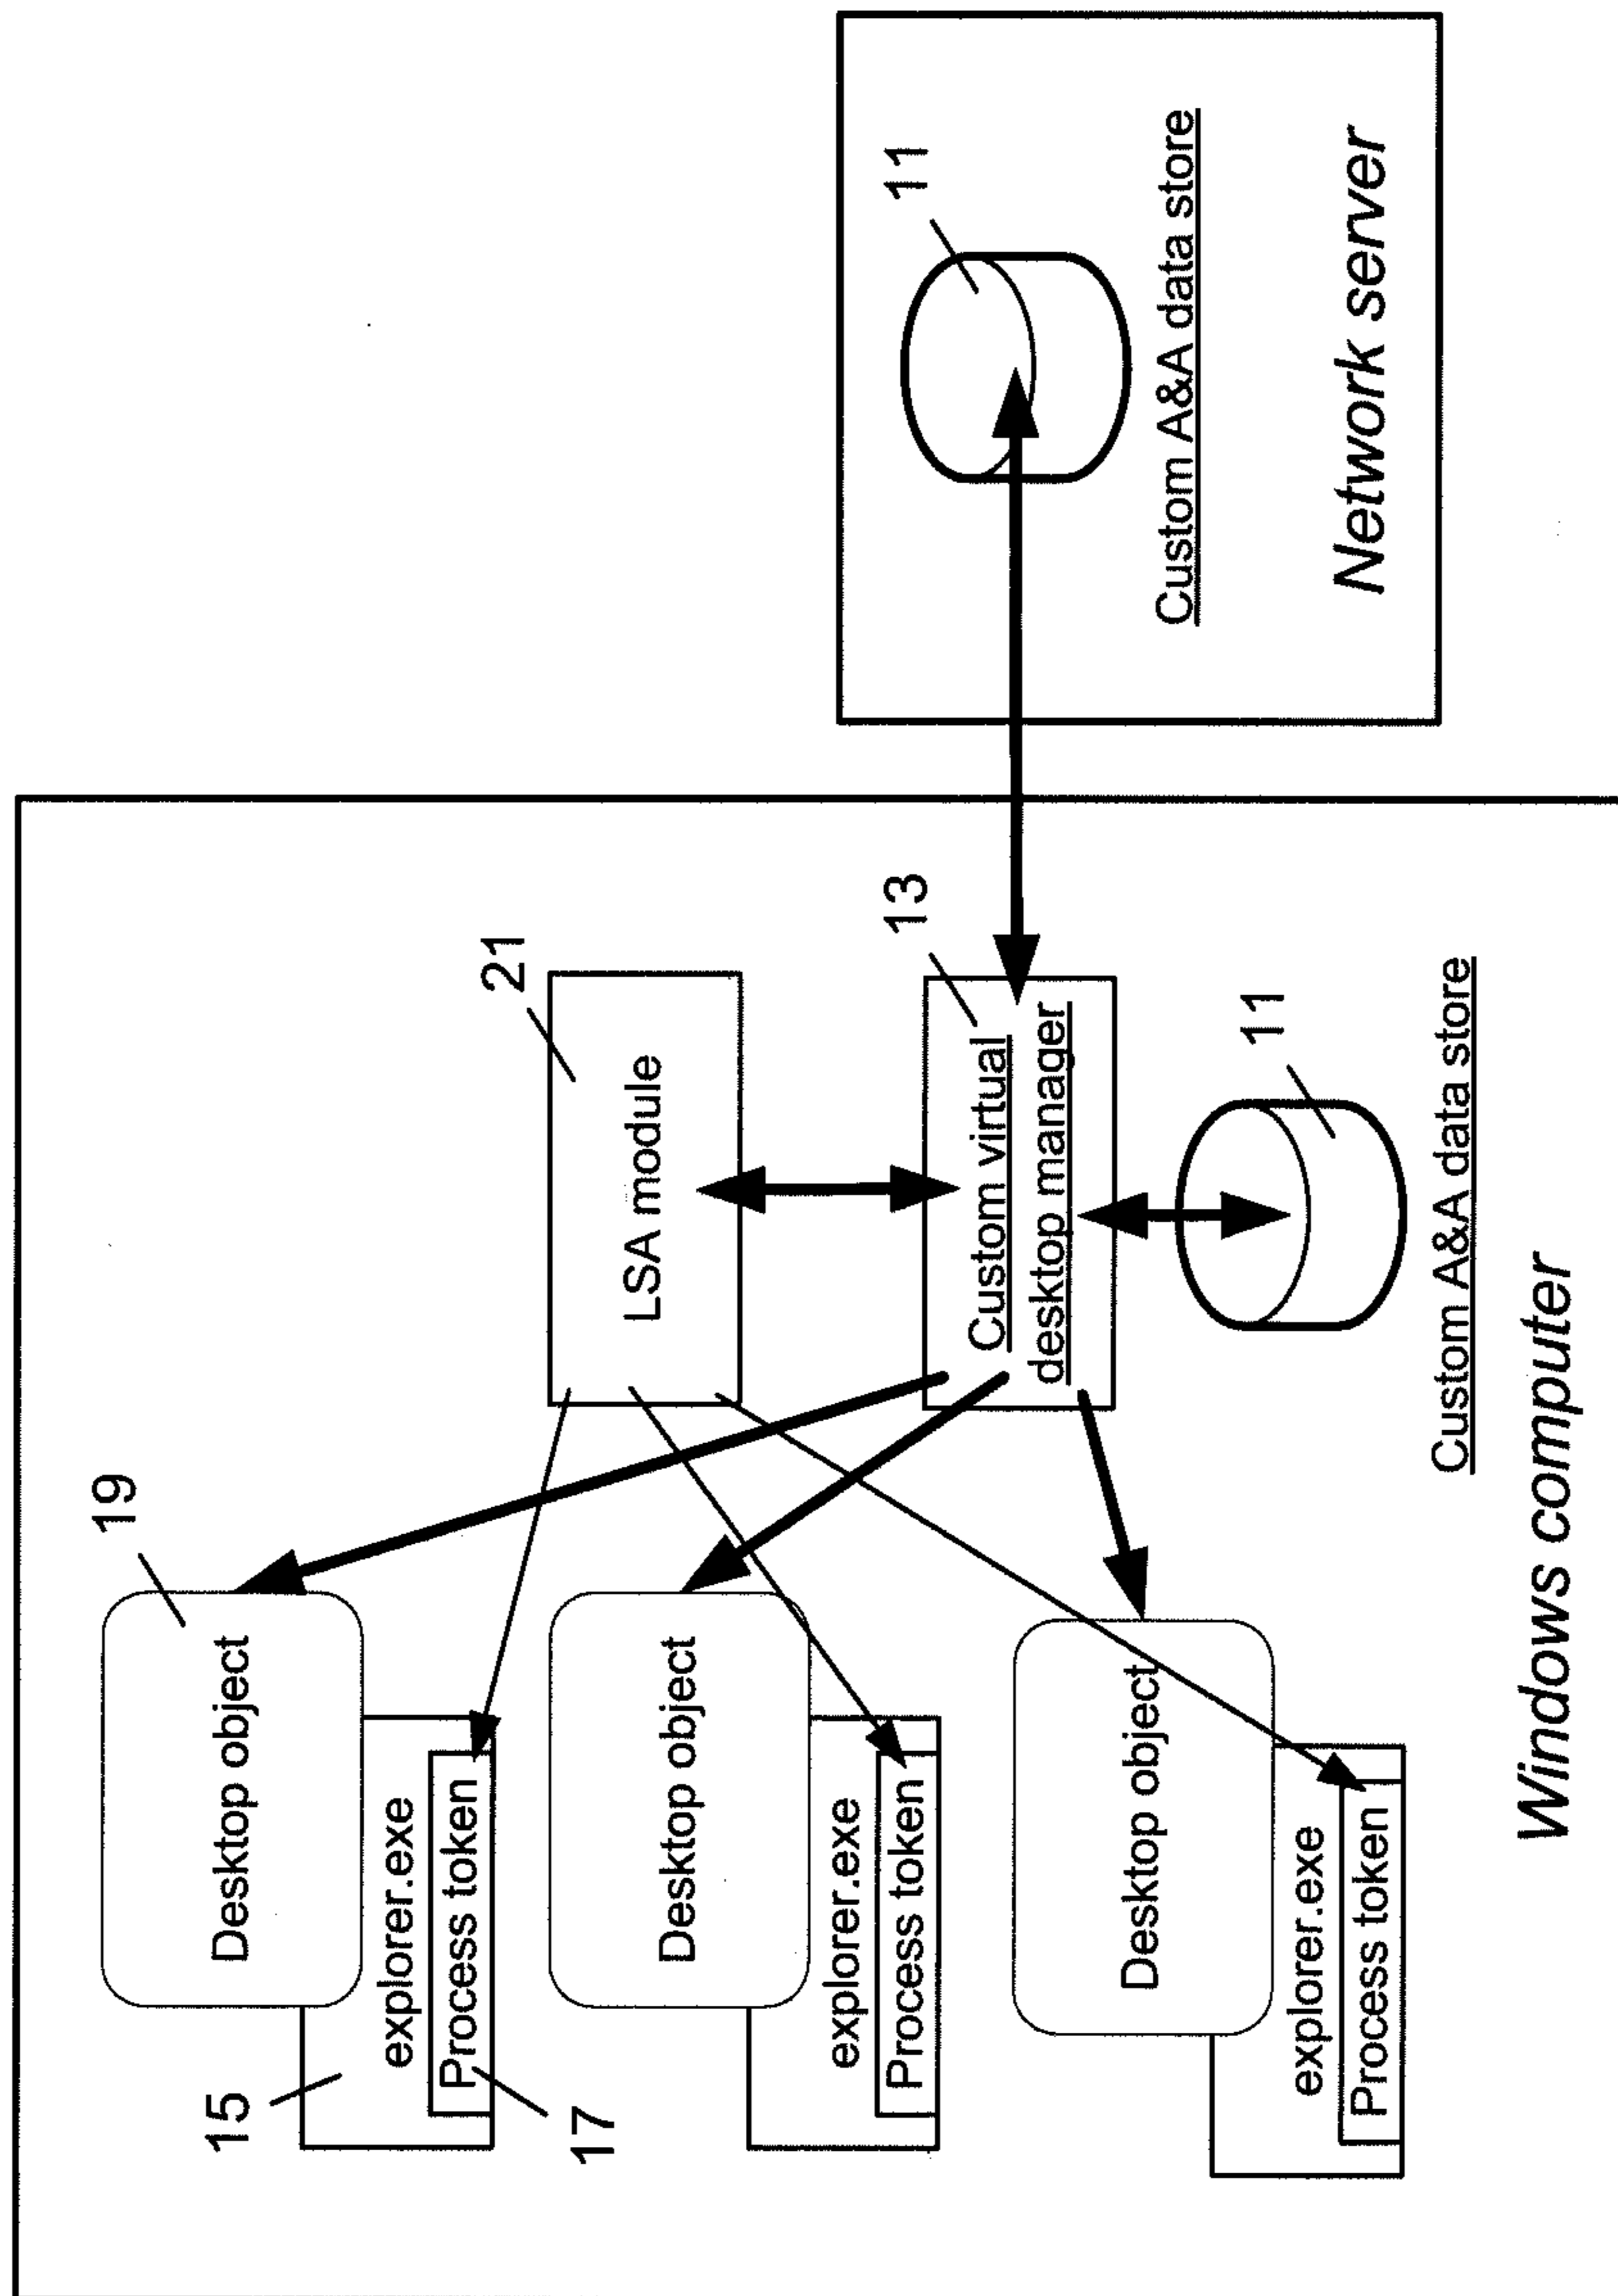 19
Desktop object
15
explorer.exe
Process token
17
Desktop object
explorer.exe
Process token
Desktop object
explorer.exe
Process token
21
LSA module
13
Custom virtual
desktop manager
11
Custom A&A data store
Windows computer
11
Custom A&A data store
Network server